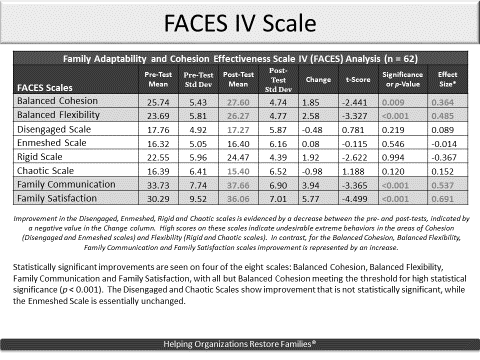 FACES IV Scale
Family Adaptability and Cohesion Effectiveness Scale IV (FACES) Analysis (n = 62)
FACES Scales Pre-Test Mean Pre-Test Std Dev Post-Test Mean Post-Test Std Dev Change t-Score Significance or p-Value Effect Size*
Balanced Cohesion 25.74 5.43 27.60 4.74 1.85 -2.441 0.009 0.364
Balanced Flexibility 23.69 5.81 26.27 4.77 2.58 -3.327 <0.001 0.485
Disengaged Scale 17.76 4.92 17.27 5.87 -0.48 0.781 0.219 0.089
Enmeshed Scale 16.32 5.05 16.40 6.16 0.08 -0.115 0.546 -0.014
Rigid Scale 22.55 5.96 24.47 4.39 1.92 -2.622 0.994 -0.367
Chaotic Scale 16.39 6.41 15.40 6.52 -0.98 1.188 0.120 0.152
Family Communication 33.73 7.74 37.66 6.90 3.94 -3.365 <0.001 0.537
Family Satisfaction 30.29 9.52 36.06 7.01 5.77 -4.499 <0.001 0.691
Improvement in the Disengaged, Enmeshed, Rigid and Chaotic scales is evidenced by a decrease between the pre- and post-tests, indicated by
a negative value in the Change column. High scores on these scales indicate undesirable extreme behaviors in the areas of Cohesion
(Disengaged and Enmeshed scales) and Flexibility (Rigid and Chaotic scales). In contrast, for the Balanced Cohesion, Balanced Flexibility,
Family Communication and Family Satisfaction scales improvement is represented by an increase.
Statistically significant improvements are seen on four of the eight scales: Balanced Cohesion, Balanced Flexibility,
Family Communication and Family Satisfaction, with all but Balanced Cohesion meeting the threshold for high statistical
significance (p < 0.001). The Disengaged and Chaotic Scales show improvement that is not statistically significant, while
the Enmeshed Scale is essentially unchanged.
Helping Organizations Restore Families®